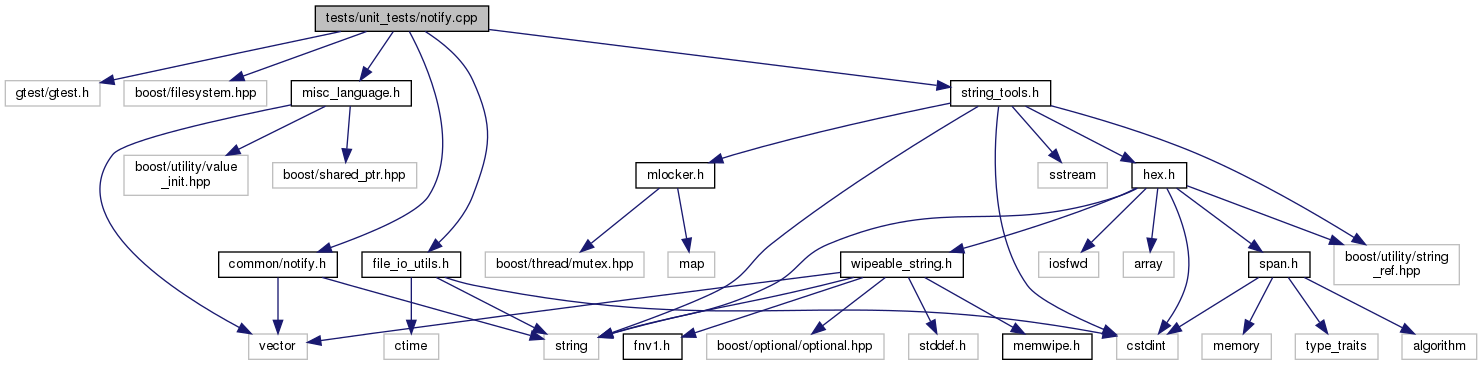 tests/unit_tests/notify.cpp
gtest/gtest.h
boost/filesystem.hpp
misc_language.h
string_tools.h
boost/utility/value
_init.hpp
boost/shared_ptr.hpp
mlocker.h
sstream
hex.h
common/notify.h
file_io_utils.h
boost/thread/mutex.hpp
map
wipeable_string.h
iosfwd
array
span.h
boost/utility/string
_ref.hpp
vector
ctime
string
fnv1.h
boost/optional/optional.hpp
stddef.h
memwipe.h
cstdint
memory
type_traits
algorithm